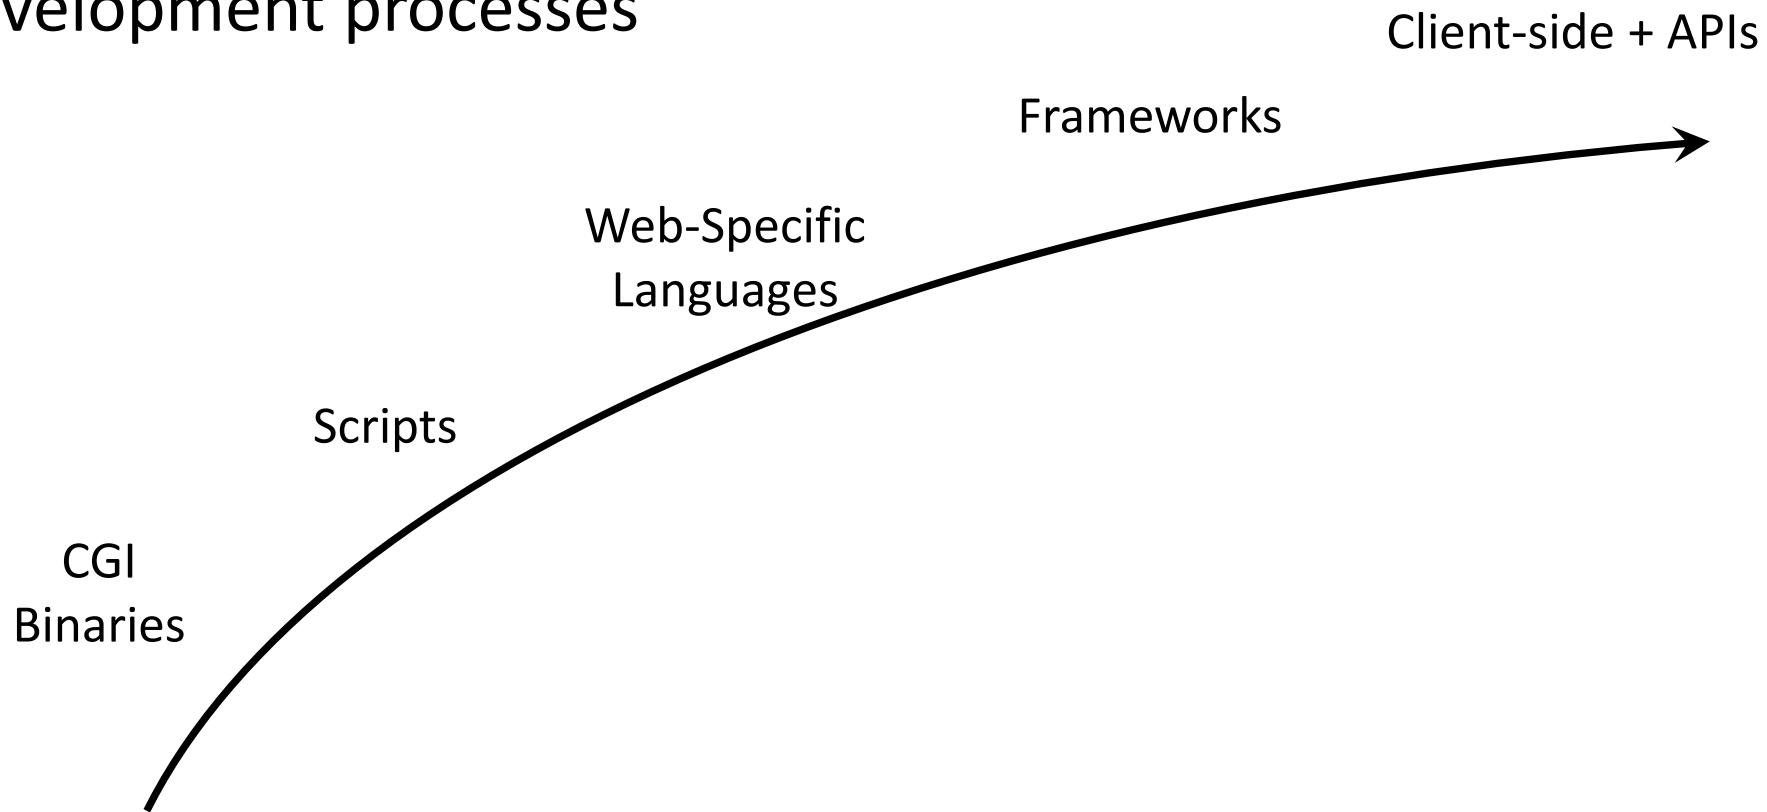 velopment processes
Client-side + APIs
Frameworks
Web-Specific
Languages
Scripts
CGI
Binaries